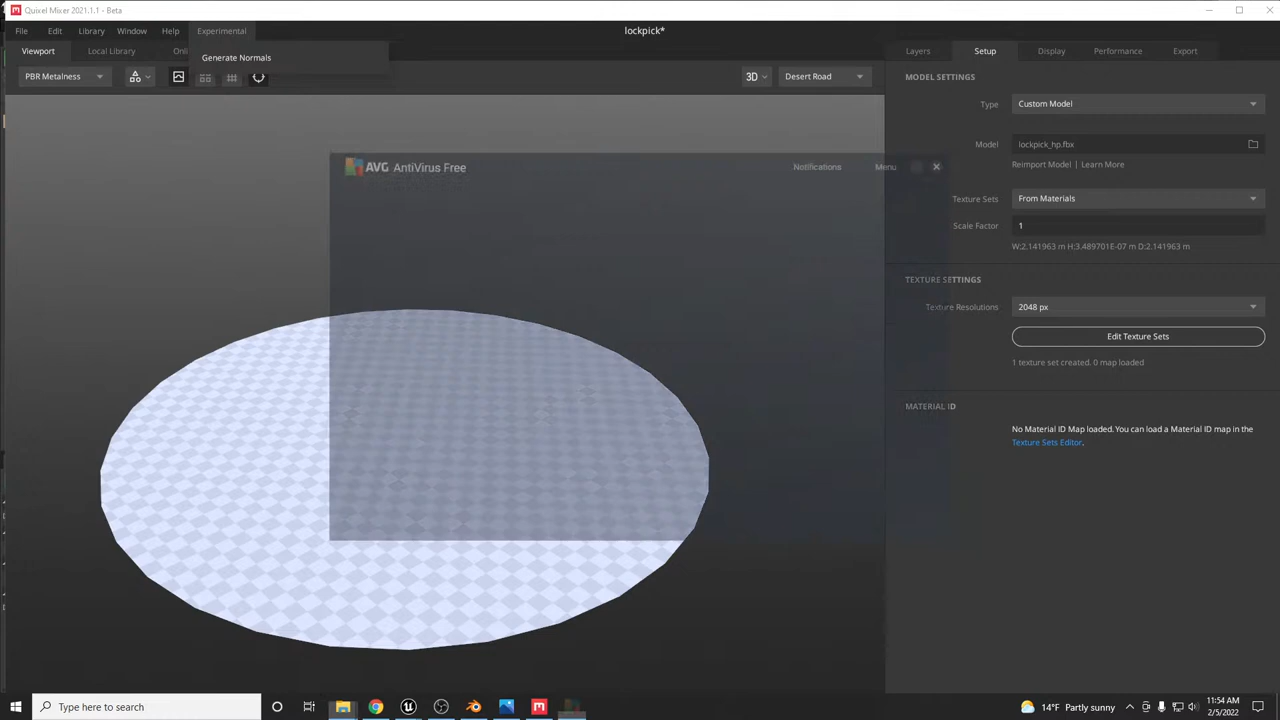 Quixel Mixer 2021.1.1 - Beta
File Edit Library Window Help Experimental
lockpick*
Viewport Local Library Onli
Layers Setup Display Performance Export
Generate Normals
PBR Metalness
3D Desert Road
MODEL SETTINGS
Type Custom Model
Model lockpick_hp.fbx
Reimport Model | Learn More
AVG AntiVirus Free Notifications Menu
Texture Sets From Materials
Scale Factor 1
W:2.141963 m H:3.489701E-07 m D:2.141963 m
TEXTURE SETTINGS
Texture Resolutions 2048 px
Edit Texture Sets
1 texture set created. 0 map loaded
MATERIAL ID
No Material ID Map loaded. You can load a Material ID map in the
Texture Sets Editor.
Type here to search
14°F Partly sunny
11:54 AM
2/5/2022